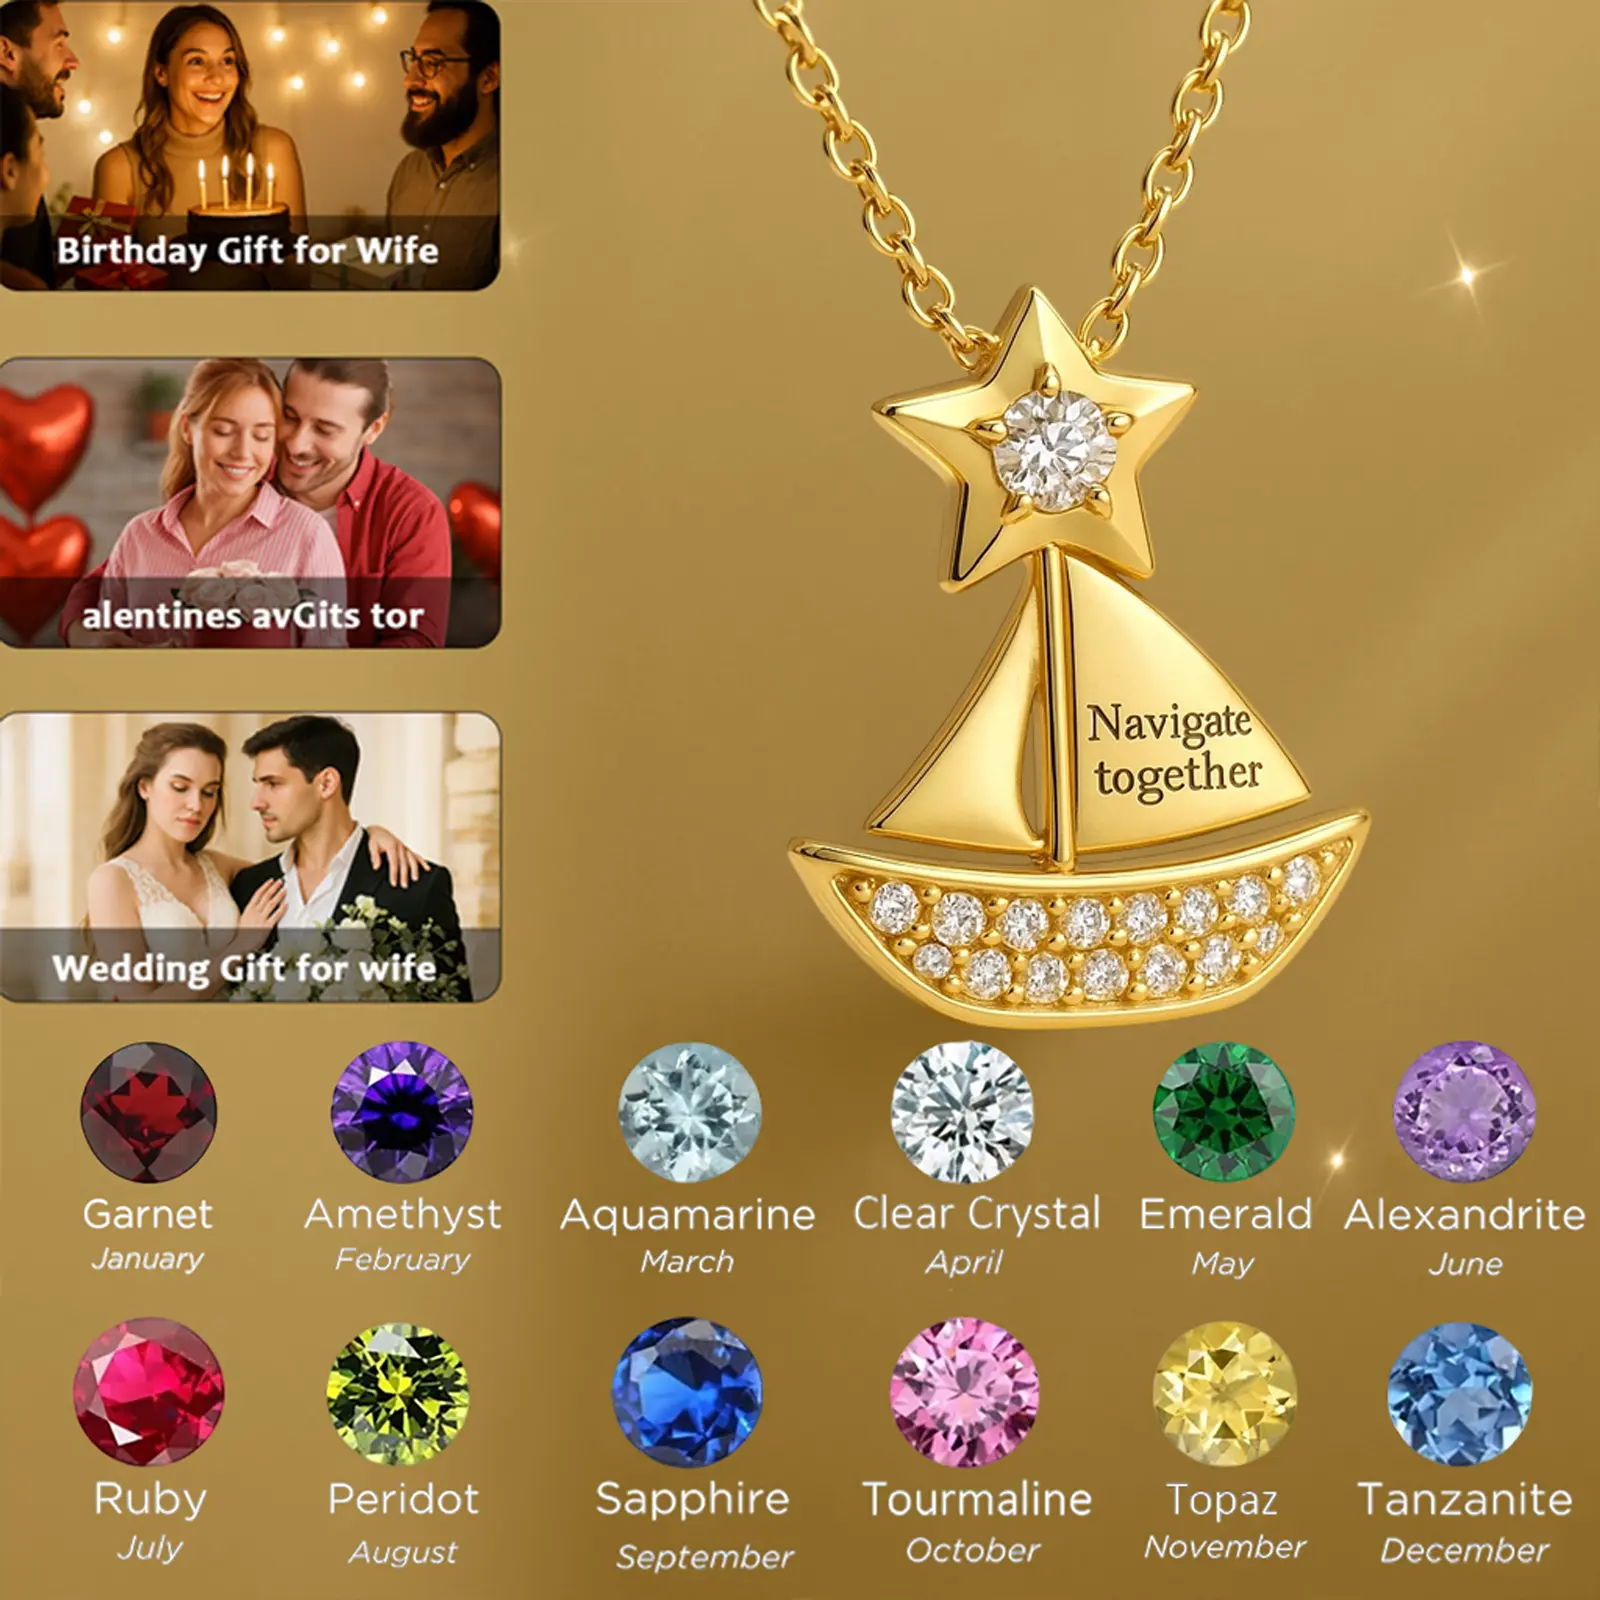 Birthday Gift for Wife
alentines avGits tor
Wedding Gift for wife
Navigate
together
Garnet
January
Amethyst
February
Aquamarine
March
Clear Crystal
April
Emerald
May
Alexandrite
June
Ruby
July
Peridot
August
Sapphire
September
Tourmaline
October
Topaz
November
Tanzanite
December